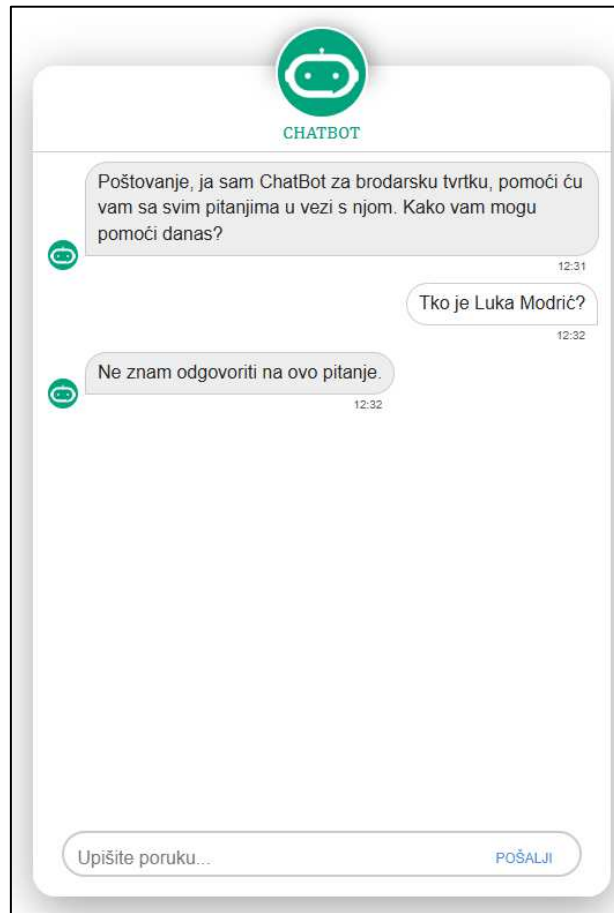 CHATBOT
Poštovanje, ja sam ChatBot za brodarsku tvrtku, pomoći ću
vam sa svim pitanjima u vezi s njom. Kako vam mogu
pomoći danas?
12:31
Tko je Luka Modrić?
12:32
Ne znam odgovoriti na ovo pitanje.
12:32
Upišite poruku...
POŠALJI